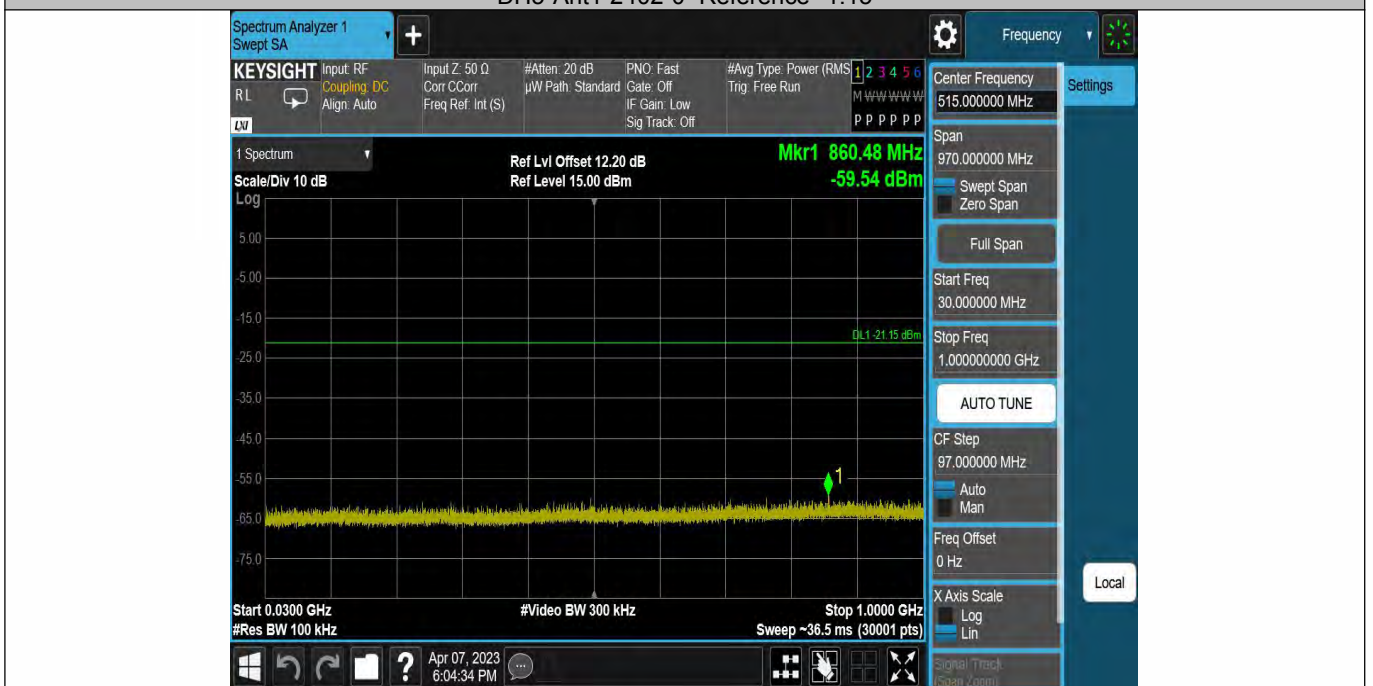 Spectrum Analyzer 1
Swept SA
+
Frequency
KEYSIGHT
RL
LXI
Input: RF
Coupling: DC
Align: Auto
Input Z: 50 Ω
Corr CCorr
Freq Ref: Int (S)
#Atten: 20 dB
µW Path: Standard
PNO: Fast
Gate: Off
IF Gain: Low
Sig Track: Off
#Avg Type: Power (RMS
Trig: Free Run
1 2 3 4 5 6
M W W W W W
P P P P P P
1 Spectrum
Scale/Div 10 dB
Log
Ref Lvl Offset 12.20 dB
Ref Level 15.00 dBm
Mkr1 860.48 MHz
-59.54 dBm
5.00
-5.00
-15.0
DL1 -21.15 dBm
-25.0
-35.0
-45.0
-55.0
1
-65.0
-75.0
Start 0.0300 GHz
#Res BW 100 kHz
#Video BW 300 kHz
Stop 1.0000 GHz
Sweep ~36.5 ms (30001 pts)
?
Apr 07, 2023
6:04:34 PM
Center Frequency
515.000000 MHz
Settings
Span
970.000000 MHz
Swept Span
Zero Span
Full Span
Start Freq
30.000000 MHz
Stop Freq
1.000000000 GHz
AUTO TUNE
CF Step
97.000000 MHz
Auto
Man
Freq Offset
0 Hz
Local
X Axis Scale
Log
Lin
Signal Track
(Span Zoom)